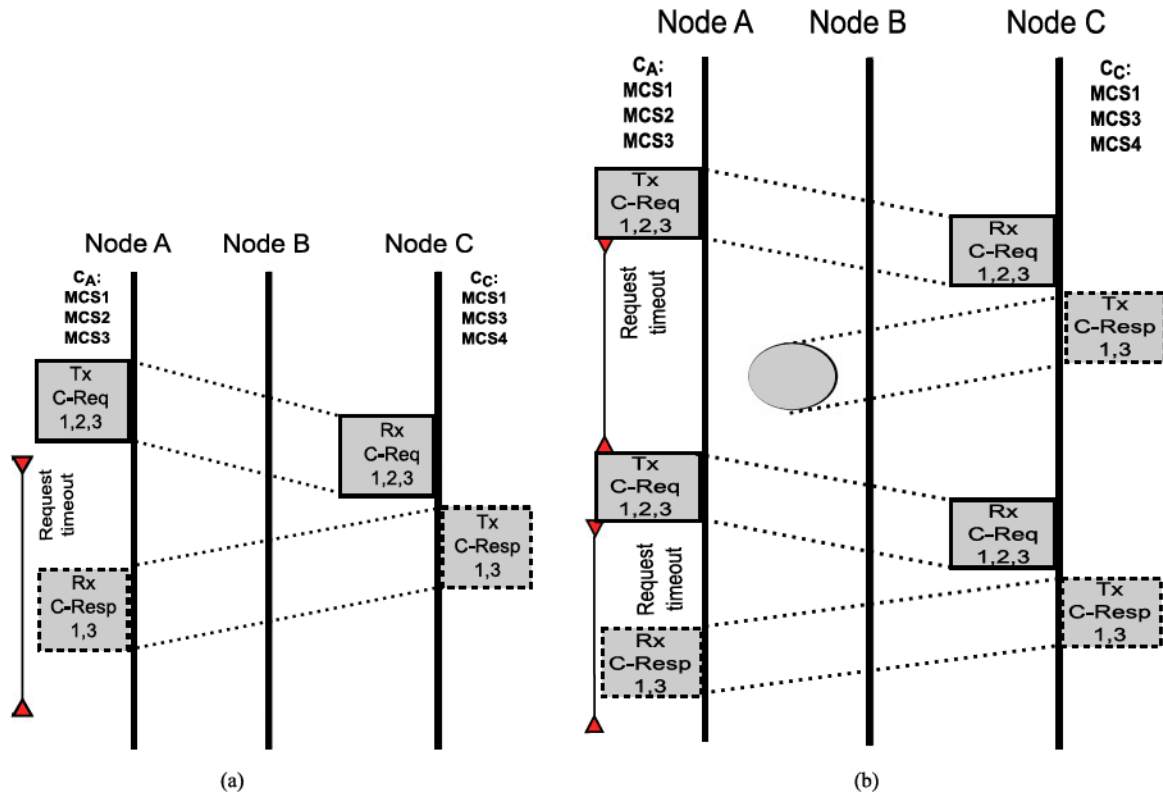 Node A
Node B
Node C
CA:
MCS1
MCS2
MCS3
CC:
MCS1
MCS3
MCS4
Tx
C-Req
1,2,3
Rx
C-Req
1,2,3
Request
timeout
Tx
C-Resp
1,3
Rx
C-Resp
1,3
(a)
Node A
Node B
Node C
CA:
MCS1
MCS2
MCS3
CC:
MCS1
MCS3
MCS4
Tx
C-Req
1,2,3
Rx
C-Req
1,2,3
Request
timeout
Tx
C-Resp
1,3
Tx
C-Req
1,2,3
Rx
C-Req
1,2,3
Request
timeout
Tx
C-Resp
1,3
Rx
C-Resp
1,3
(b)